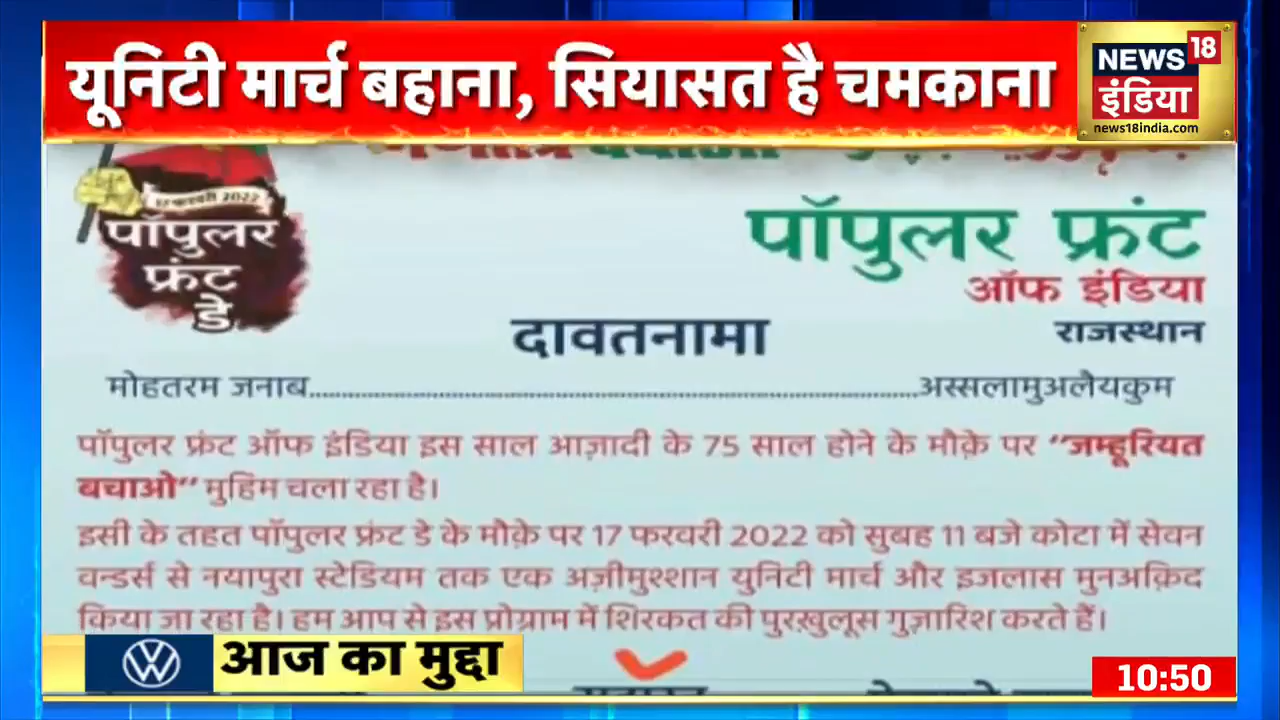 यूनिटी मार्च बहाना, सियासत है चमकाना
NEWS 18
इंडिया
news18india.com
17 फरवरी 2022
पॉपुलर
फ्रंट
डे
पॉपुलर फ्रंट
ऑफ इंडिया
राजस्थान
दावतनामा
मोहतरम जनाब.......................................................................................अस्सलामुअलैयकुम
पॉपुलर फ्रंट ऑफ इंडिया इस साल आज़ादी के 75 साल होने के मौक़े पर ‘‘जम्हूरियत
बचाओ’’ मुहिम चला रहा है।
इसी के तहत पॉपुलर फ्रंट डे के मौक़े पर 17 फरवरी 2022 को सुबह 11 बजे कोटा में सेवन
वन्डर्स से नयापुरा स्टेडियम तक एक अज़ीमुश्शान युनिटी मार्च और इजलास मुनअक़िद
किया जा रहा है। हम आप से इस प्रोग्राम में शिरकत की पुरख़ुलूस गुज़ारिश करते हैं।
आज का मुद्दा
10:50